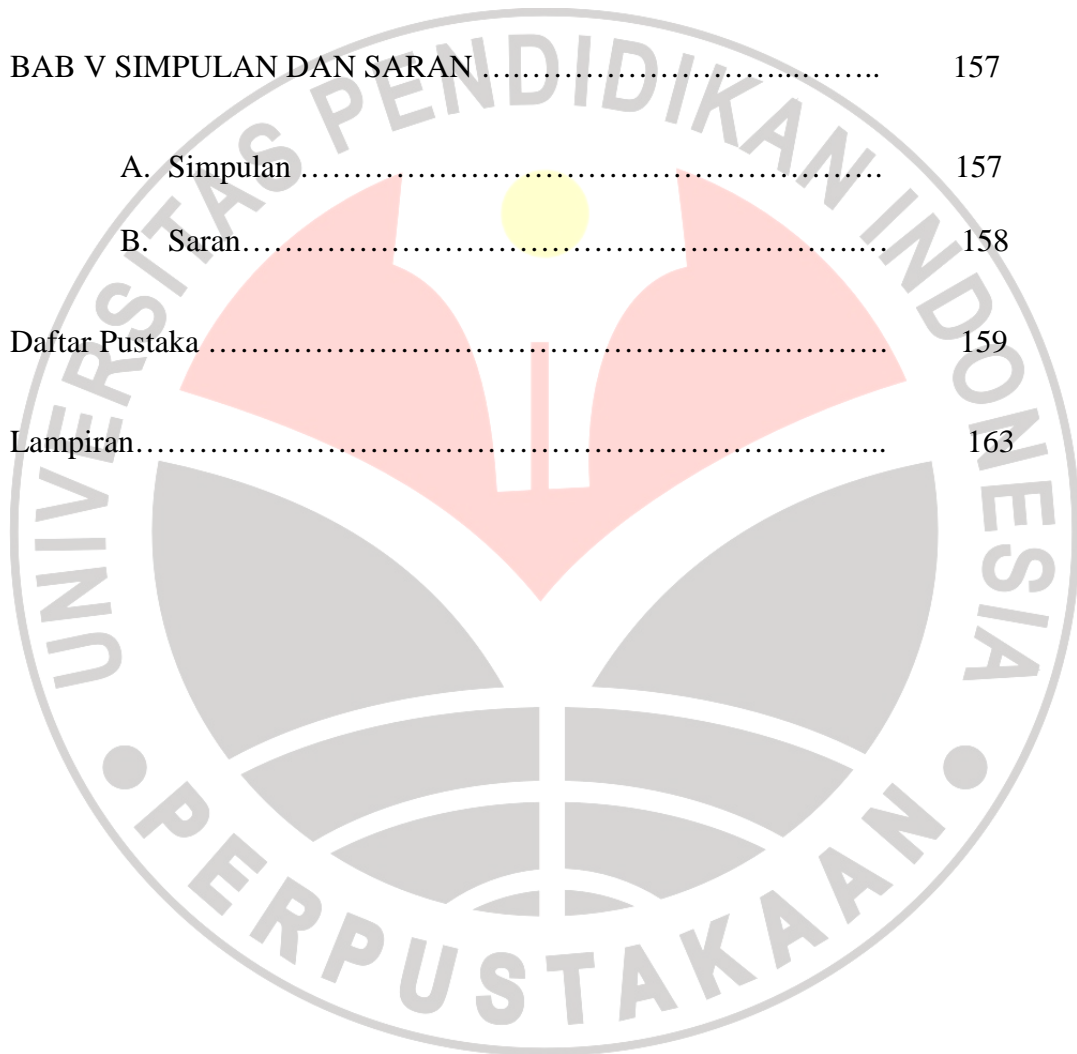 BAB V SIMPULAN DAN SARAN ………………………...…….. 157
A. Simpulan ………………………………………………. 157
B. Saran………………………………………………….… 158
Daftar Pustaka ………………………………………………………. 159
Lampiran…………………………………………………………….. 163
UNIVERSITAS PENDIDIKAN INDONESIA
PERPUSTAKAAN